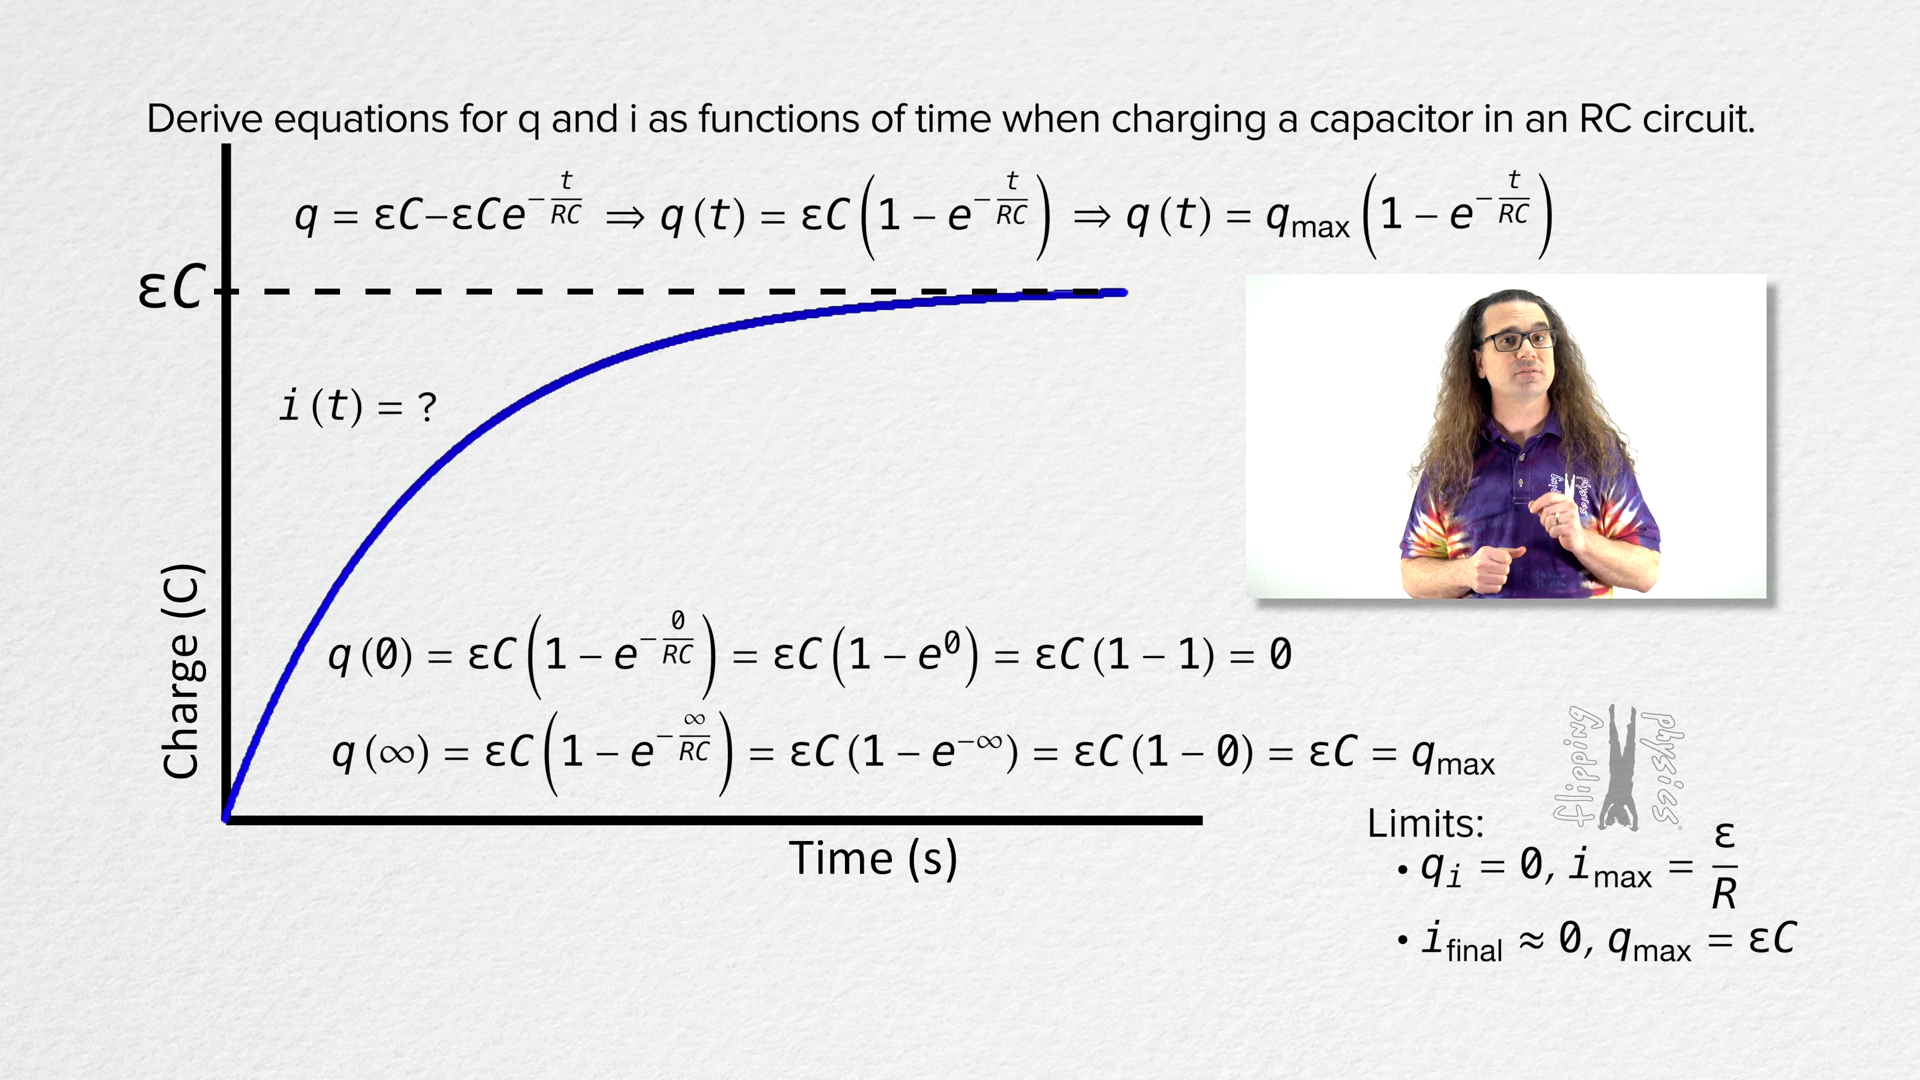 Derive equations for q and i as functions of time when charging a capacitor in an RC circuit.
q = εC–εCe^(−t/RC) ⇒ q(t) = εC(1 − e^(−t/RC)) ⇒ q(t) = q_max(1 − e^(−t/RC))
εC
i(t) = ?
Charge (C)
q(0) = εC(1 − e^(−0/RC)) = εC(1 − e^0) = εC(1 − 1) = 0
q(∞) = εC(1 − e^(−∞/RC)) = εC(1 − e^(−∞)) = εC(1 − 0) = εC = q_max
Time (s)
flipping physics
Limits:
• q_i = 0, i_max = ε/R
• i_final ≈ 0, q_max = εC